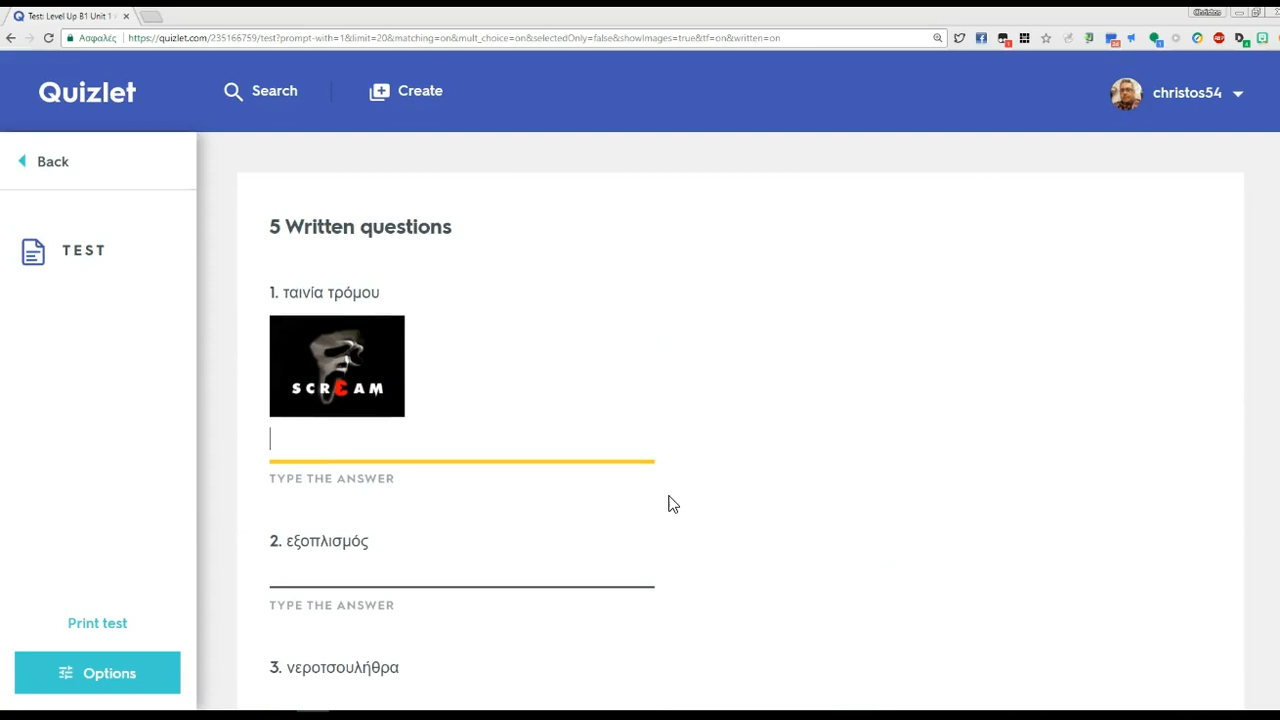 Test: Level Up B1 Unit 1
Christos
Ασφαλές
https://quizlet.com/235166759/test?prompt-with=1&limit=20&matching=on&mult_choice=on&selectedOnly=false&showImages=true&tf=on&written=on
Quizlet
Search
Create
christos54
Back
TEST
5 Written questions
1. ταινία τρόμου
SCREAM
TYPE THE ANSWER
2. εξοπλισμός
TYPE THE ANSWER
3. νεροτσουλήθρα
Print test
Options